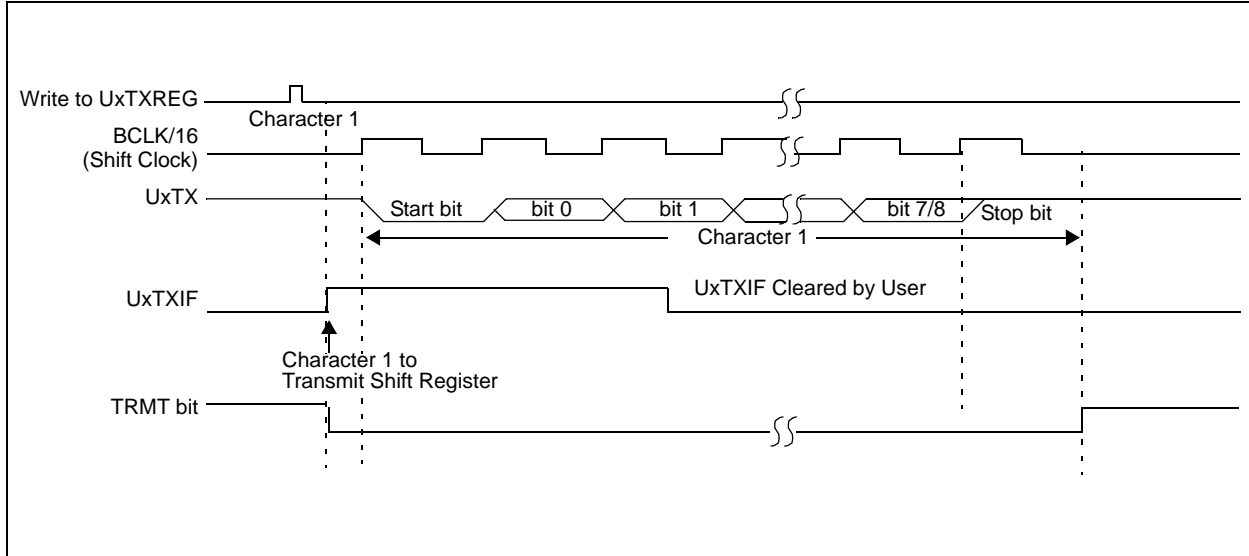 Write to UxTXREG
Character 1
BCLK/16
(Shift Clock)
UxTX
Start bit
bit 0
bit 1
bit 7/8
Stop bit
Character 1
UxTXIF
UxTXIF Cleared by User
Character 1 to
Transmit Shift Register
TRMT bit